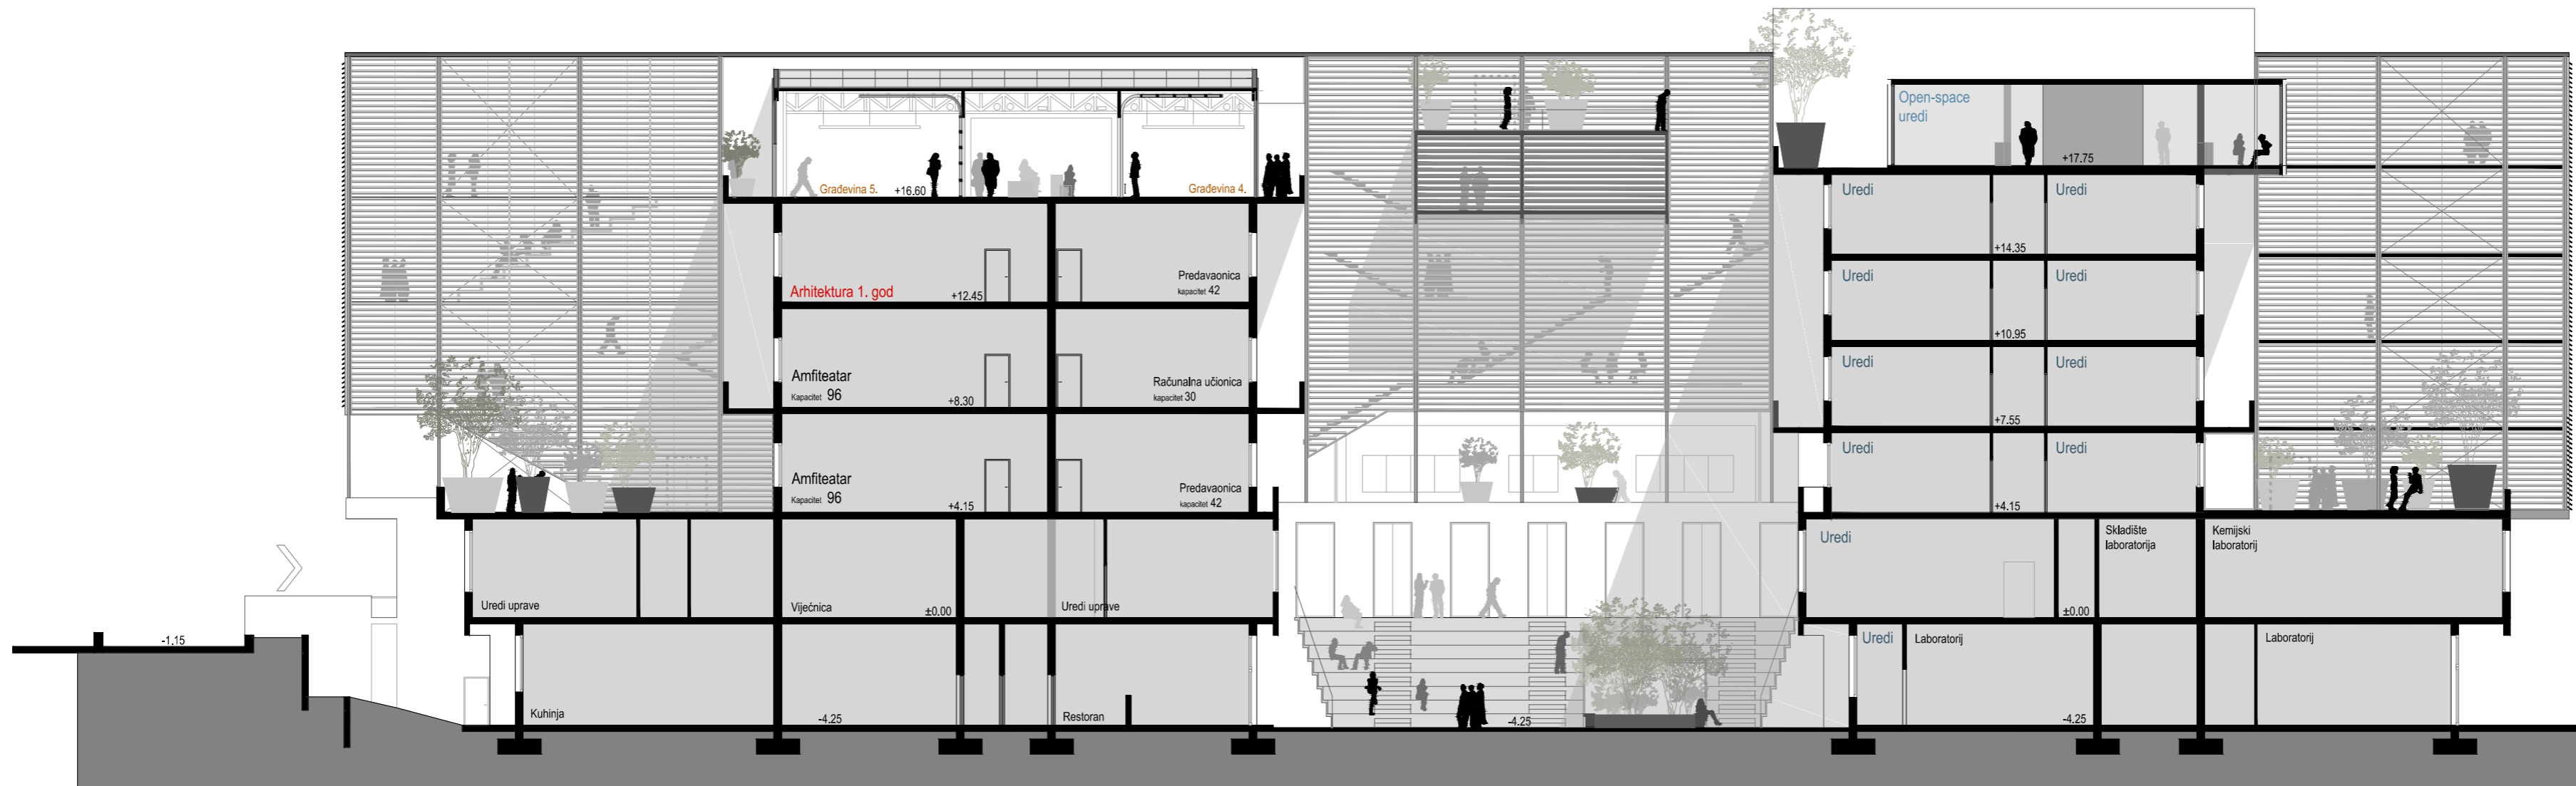 Open-space
uredi
+17.75
Građevina 5.
+16.60
Građevina 4.
Uredi
Uredi
+14.35
Predavaonica
kapacitet 42
Arhitektura 1. god
+12.45
Uredi
Uredi
+10.95
Amfiteatar
Kapacitet 96
+8.30
Računalna učionica
kapacitet 30
Uredi
Uredi
+7.55
Amfiteatar
Kapacitet 96
+4.15
Predavaonica
kapacitet 42
Uredi
Uredi
+4.15
Uredi
Skladište
laboratorija
Kemijski
laboratorij
Uredi uprave
Vijećnica
±0.00
Uredi uprave
±0.00
-1.15
Uredi
Laboratorij
Laboratorij
Kuhinja
-4.25
Restoran
-4.25
-4.25